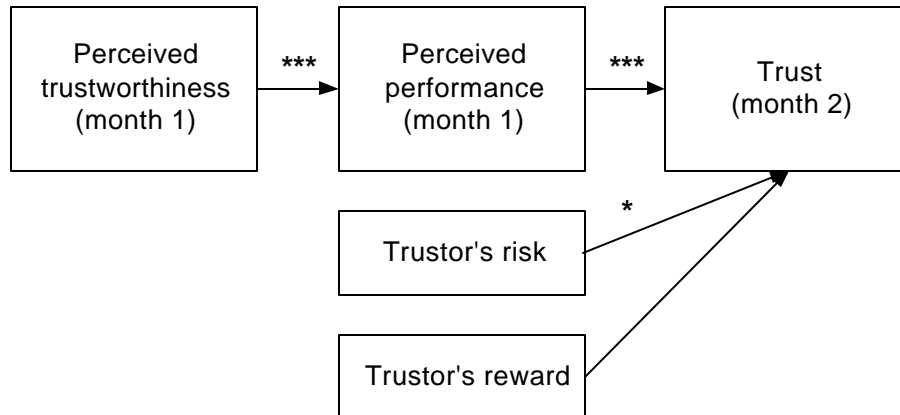 Perceived
trustworthiness
(month 1)
***
Perceived
performance
(month 1)
***
Trust
(month 2)
*
Trustor's risk
Trustor's reward